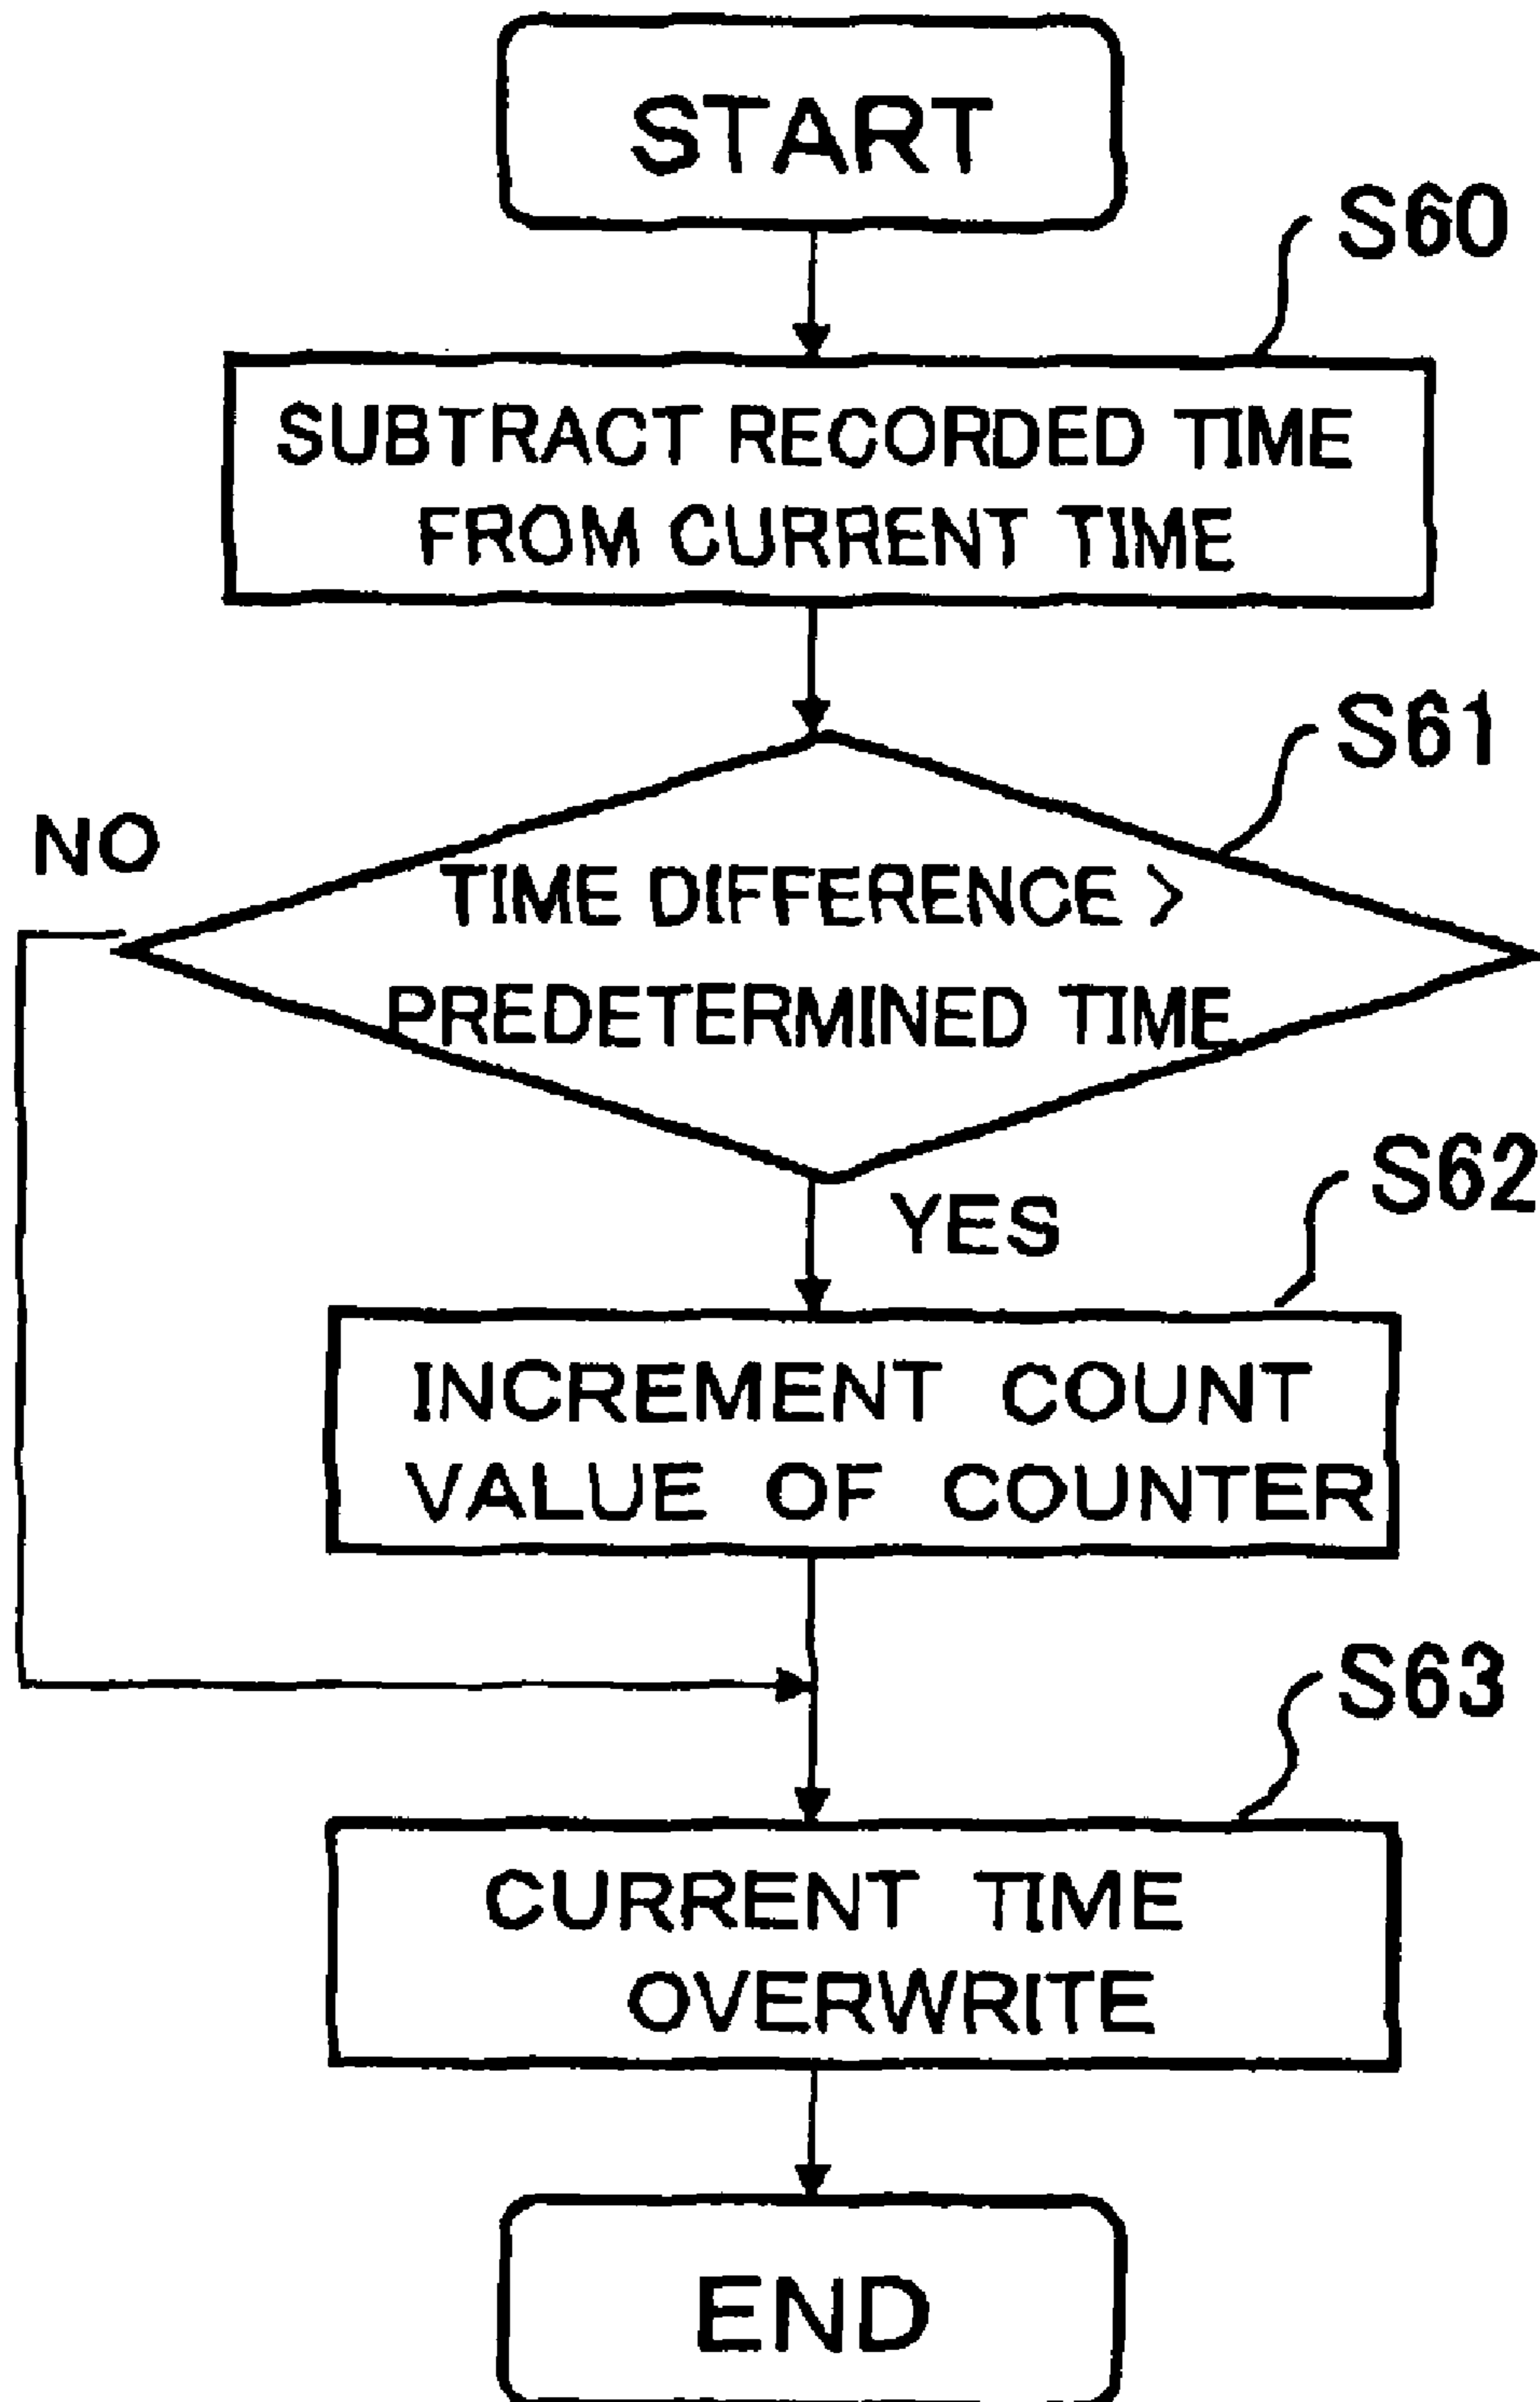 START
S60
SUBTRACT RECORDED TIME
FROM CURRENT TIME
S61
NO
TIME DIFFERENCE >
PREDETERMINED TIME
S62
YES
INCREMENT COUNT
VALUE OF COUNTER
S63
CURRENT TIME
OVERWRITE
END